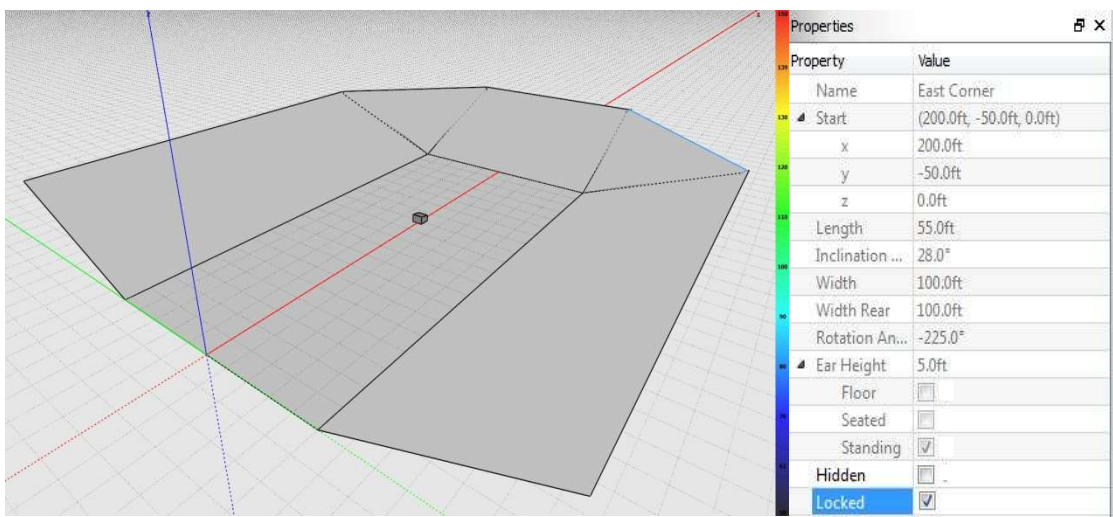 Properties
Property Value
Name East Corner
Start (200.0ft, -50.0ft, 0.0ft)
x 200.0ft
y -50.0ft
z 0.0ft
Length 55.0ft
Inclination ... 28.0°
Width 100.0ft
Width Rear 100.0ft
Rotation An... -225.0°
Ear Height 5.0ft
Floor
Seated
Standing
Hidden
Locked